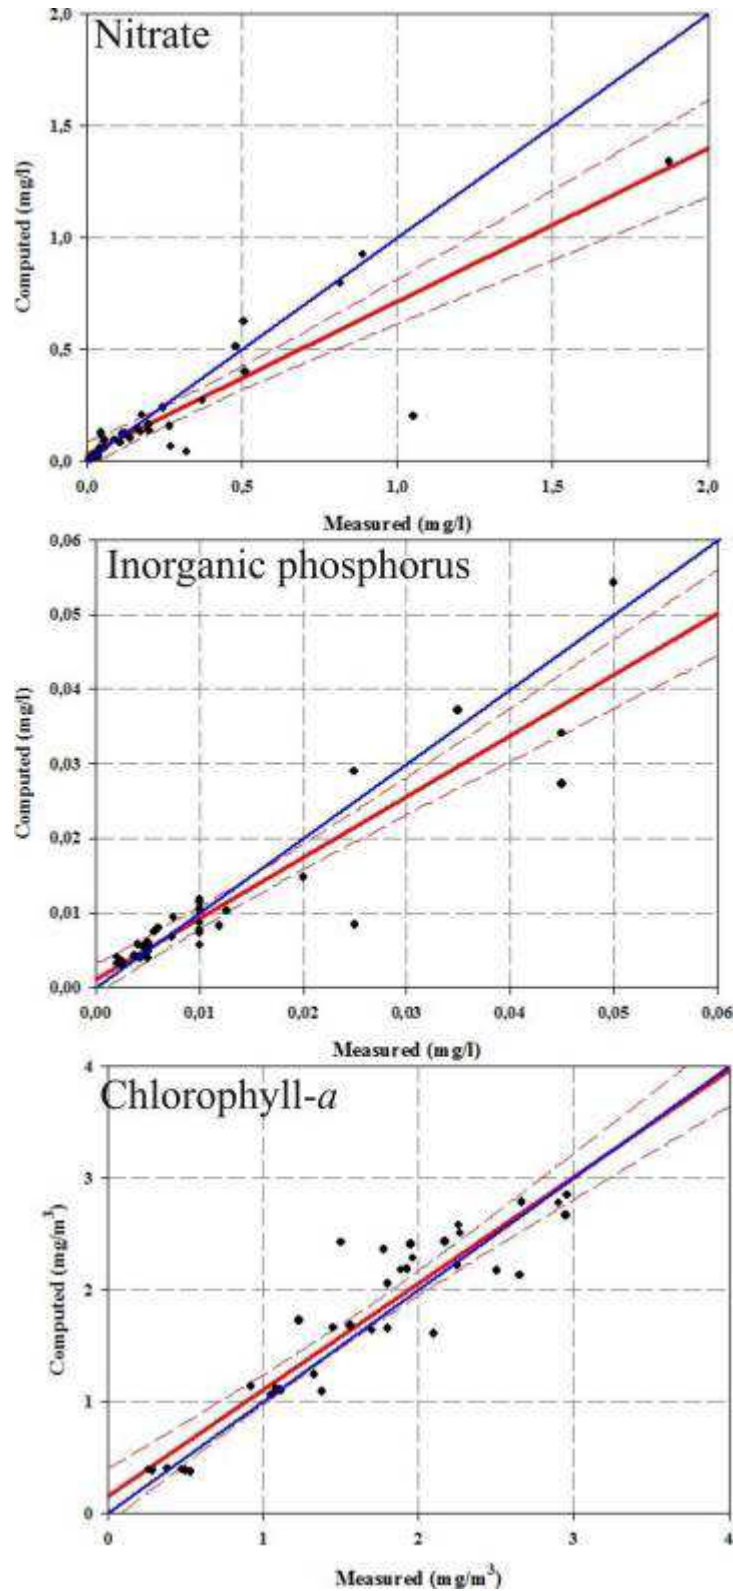 Nitrate
2,0
1,5
1,0
0,5
0,0
Computed (mg/l)
0,0 0,5 1,0 1,5 2,0
Measured (mg/l)
Inorganic phosphorus
0,06
0,05
0,04
0,03
0,02
0,01
0,00
Computed (mg/l)
0,00 0,01 0,02 0,03 0,04 0,05 0,06
Measured (mg/l)
Chlorophyll-a
4
3
2
1
0
Computed (mg/m³)
0 1 2 3 4
Measured (mg/m³)